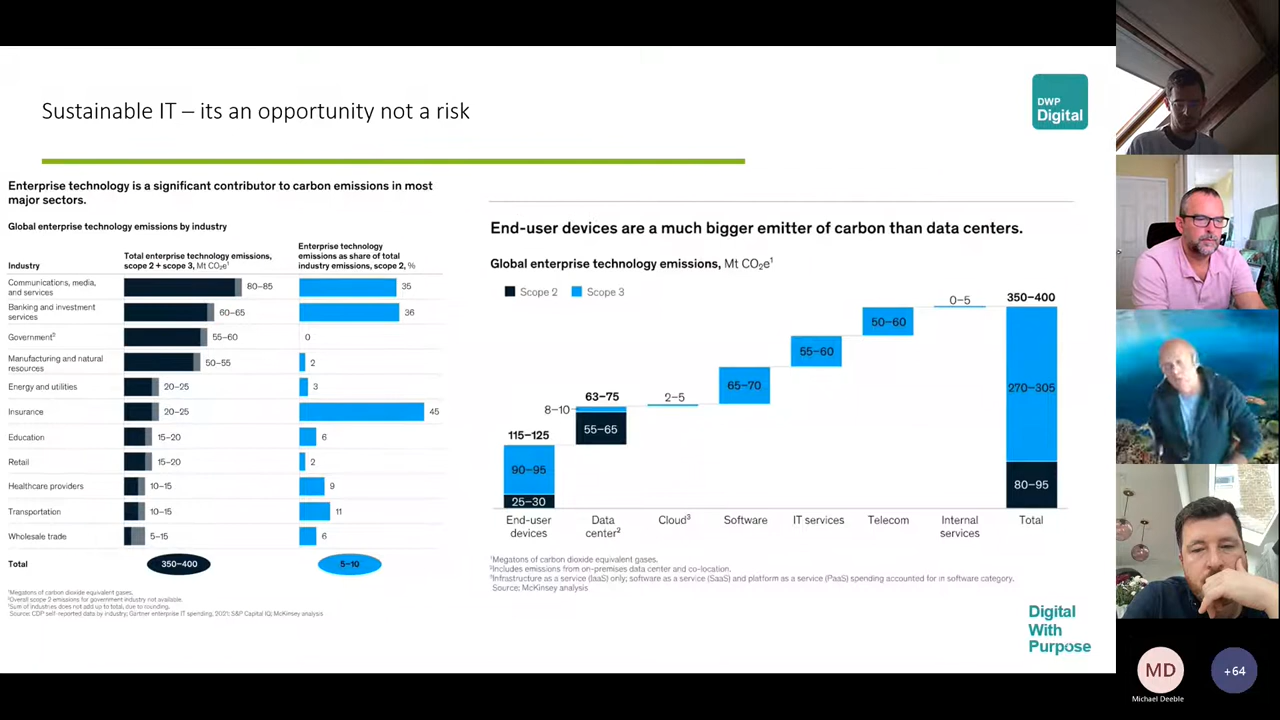 Sustainable IT – its an opportunity not a risk
DWP
Digital
Enterprise technology is a significant contributor to carbon emissions in most
major sectors.
Global enterprise technology emissions by industry
Industry
Total enterprise technology emissions,
scope 2 + scope 3, Mt CO₂e¹
Enterprise technology
emissions as share of total
industry emissions, scope 2, %
Communications, media,
and services
80–85
35
Banking and investment
services
60–65
36
Government²
55–60
0
Manufacturing and natural
resources
50–55
2
Energy and utilities
20–25
3
Insurance
20–25
45
Education
15–20
6
Retail
15–20
2
Healthcare providers
10–15
9
Transportation
10–15
11
Wholesale trade
5–15
6
Total
350–400
5–10
¹Megatons of carbon dioxide equivalent gases.
²Overall scope 2 emissions for government industry not available.
³Sum of industries does not add up to total, due to rounding.
Source: CDP self-reported data by industry; Gartner enterprise IT spending, 2021; S&P Capital IQ; McKinsey analysis
End-user devices are a much bigger emitter of carbon than data centers.
Global enterprise technology emissions, Mt CO₂e¹
Scope 2
Scope 3
115–125
90–95
25–30
End-user
devices
63–75
8–10
55–65
Data
center²
2–5
Cloud³
65–70
Software
55–60
IT services
50–60
Telecom
0–5
Internal
services
350–400
270–305
80–95
Total
¹Megatons of carbon dioxide equivalent gases.
²Includes emissions from on-premises data center and co-location.
³Infrastructure as a service (IaaS) only; software as a service (SaaS) and platform as a service (PaaS) spending accounted for in software category.
Source: McKinsey analysis
Digital
With
Purpose
MD
Michael Deeble
+64